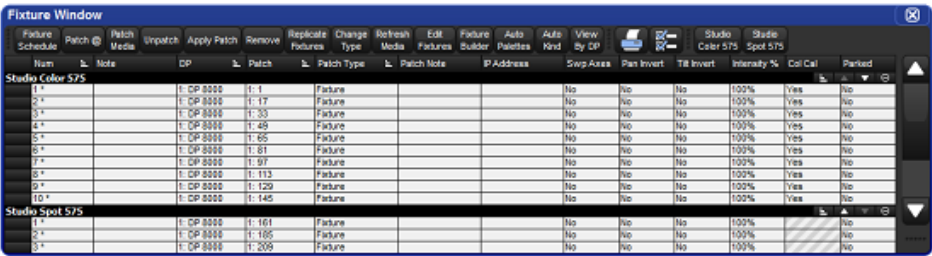 Fixture Window
Fixture Schedule Patch @ Patch Media Unpatch Apply Patch Remove Replicate Fixtures Change Type Refresh Media Edit Fixtures Fixture Builder Auto Palettes Auto Kind View By DP Studio Color 575 Studio Spot 575
Num Note DP Patch Patch Type Patch Note IP Address Swp Axes Pan Invert Tilt Invert Intensity % Col Cal Parked
Studio Color 575
1 * 1: DP 8000 1: 1 Fixture No No No 100% Yes No
2 * 1: DP 8000 1: 17 Fixture No No No 100% Yes No
3 * 1: DP 8000 1: 33 Fixture No No No 100% Yes No
4 * 1: DP 8000 1: 49 Fixture No No No 100% Yes No
5 * 1: DP 8000 1: 65 Fixture No No No 100% Yes No
6 * 1: DP 8000 1: 81 Fixture No No No 100% Yes No
7 * 1: DP 8000 1: 97 Fixture No No No 100% Yes No
8 * 1: DP 8000 1: 113 Fixture No No No 100% Yes No
9 * 1: DP 8000 1: 129 Fixture No No No 100% Yes No
10 * 1: DP 8000 1: 145 Fixture No No No 100% Yes No
Studio Spot 575
1 * 1: DP 8000 1: 161 Fixture No No No 100% No
2 * 1: DP 8000 1: 185 Fixture No No No 100% No
3 * 1: DP 8000 1: 209 Fixture No No No 100% No